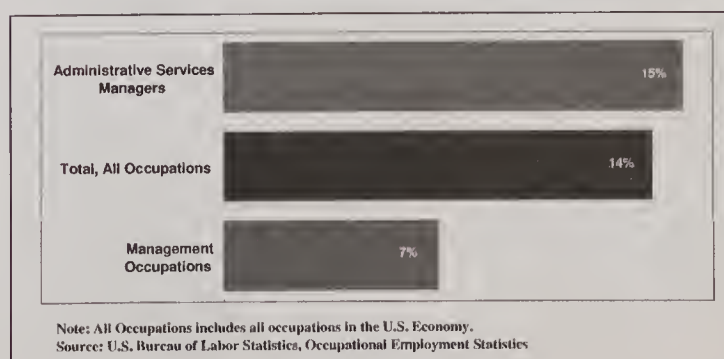 Administrative Services
Managers
15%
Total, All Occupations
14%
Management
Occupations
7%
Note: All Occupations includes all occupations in the U.S. Economy.
Source: U.S. Bureau of Labor Statistics, Occupational Employment Statistics